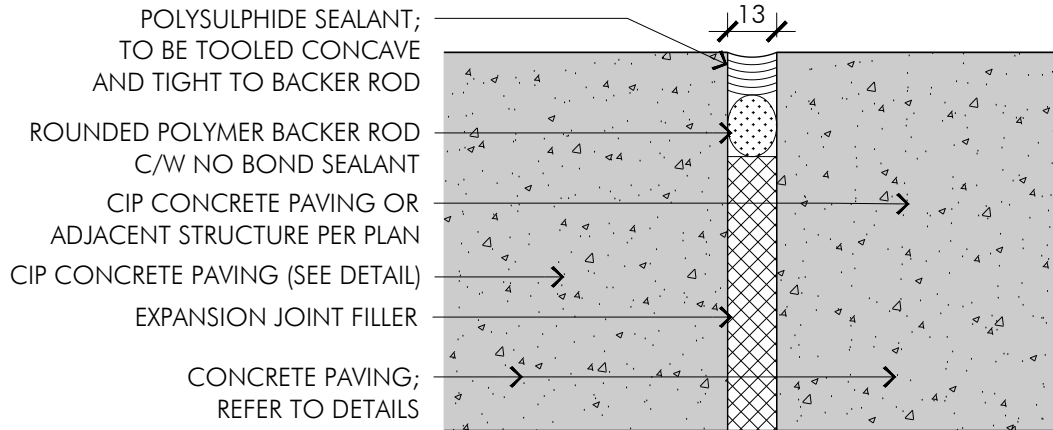 13
POLYSULPHIDE SEALANT;
TO BE TOOLED CONCAVE
AND TIGHT TO BACKER ROD
ROUNDED POLYMER BACKER ROD
C/W NO BOND SEALANT
CIP CONCRETE PAVING OR
ADJACENT STRUCTURE PER PLAN
CIP CONCRETE PAVING (SEE DETAIL)
EXPANSION JOINT FILLER
CONCRETE PAVING;
REFER TO DETAILS